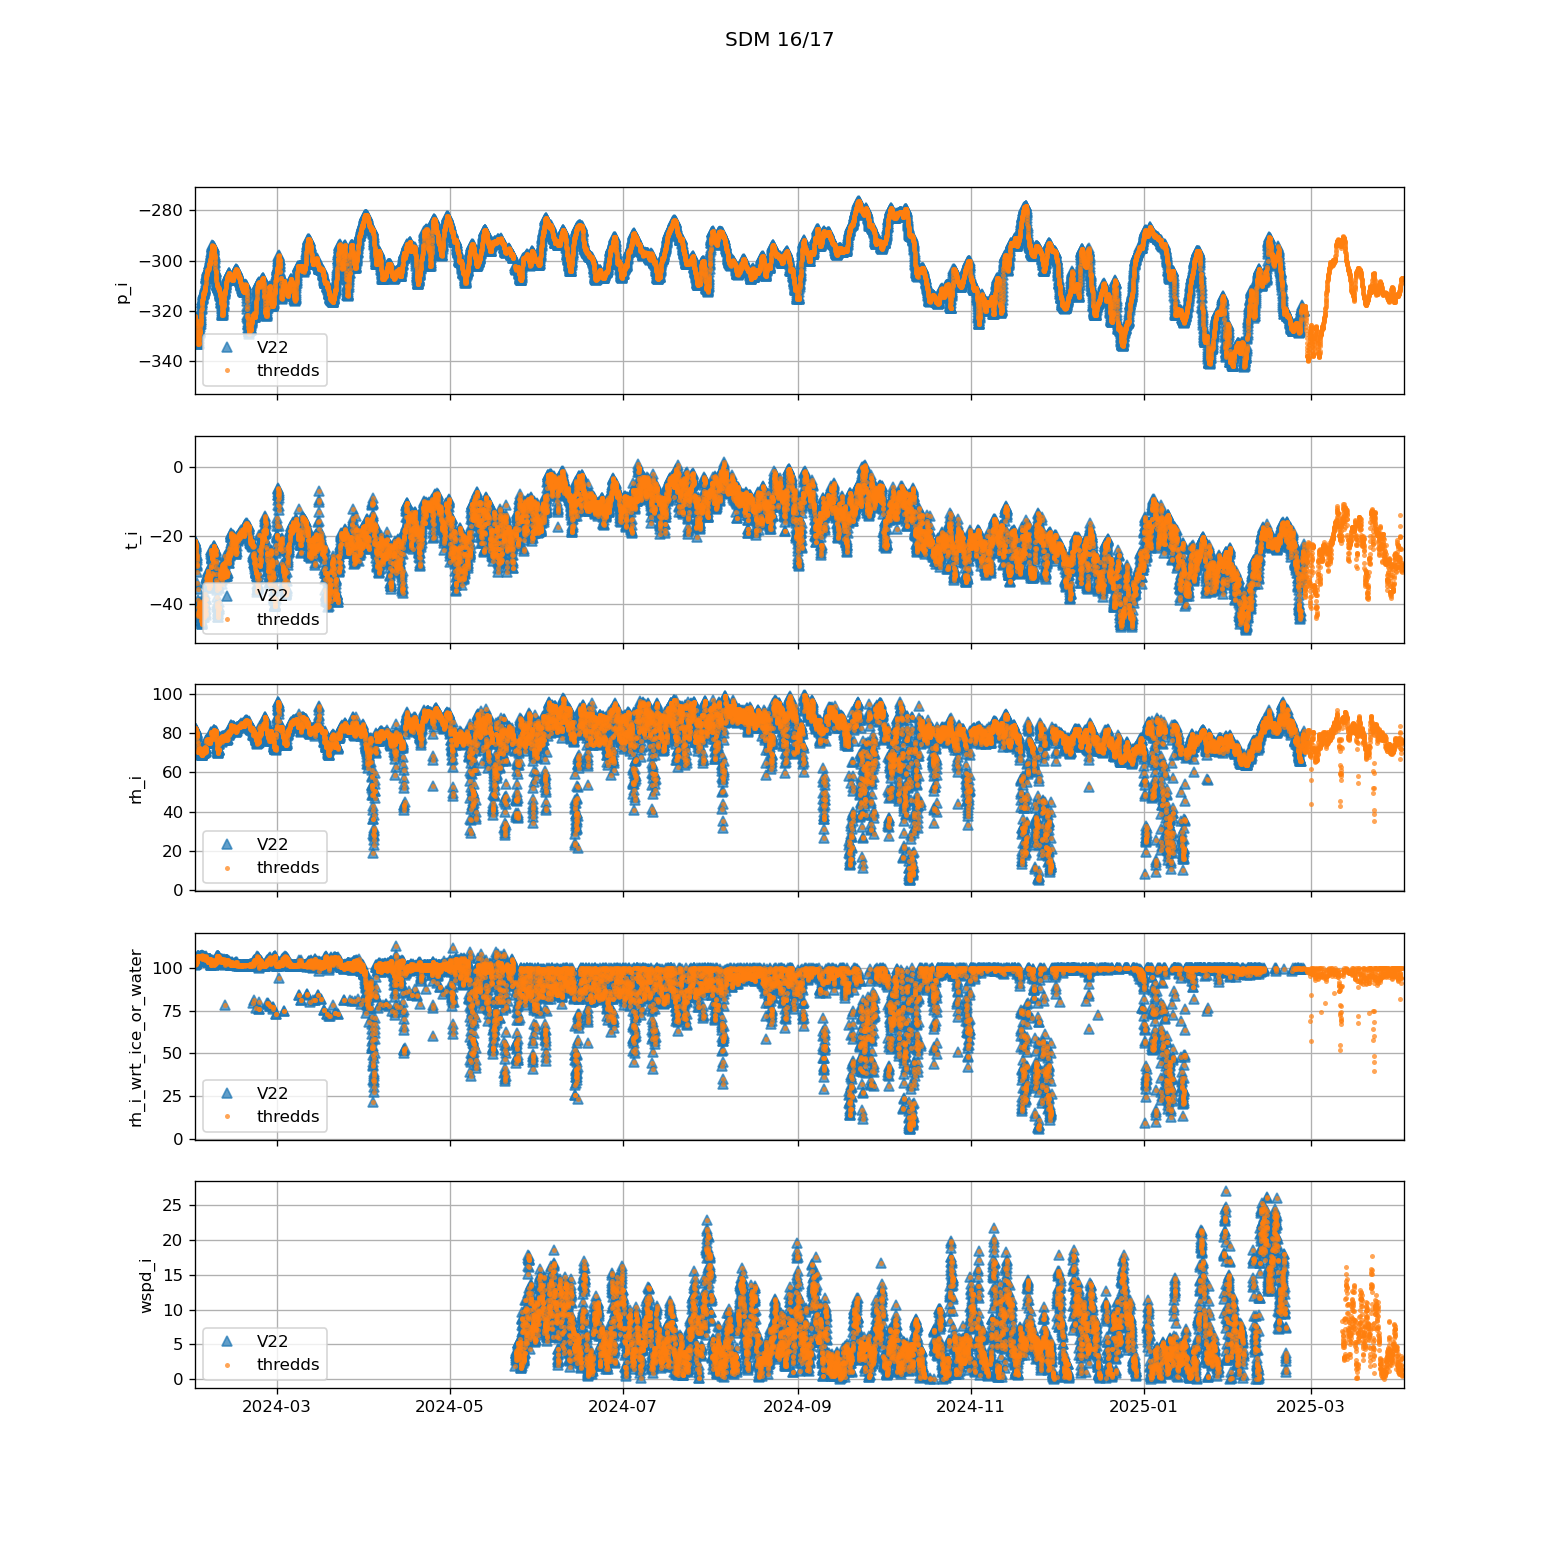 SDM 16/17
−280
−300
−320
−340
p_i
V22
thredds
0
−20
−40
t_i
V22
thredds
100
80
60
40
20
0
rh_i
V22
thredds
100
75
50
25
0
rh_i_wrt_ice_or_water
V22
thredds
25
20
15
10
5
0
wspd_i
V22
thredds
2024-03 2024-05 2024-07 2024-09 2024-11 2025-01 2025-03